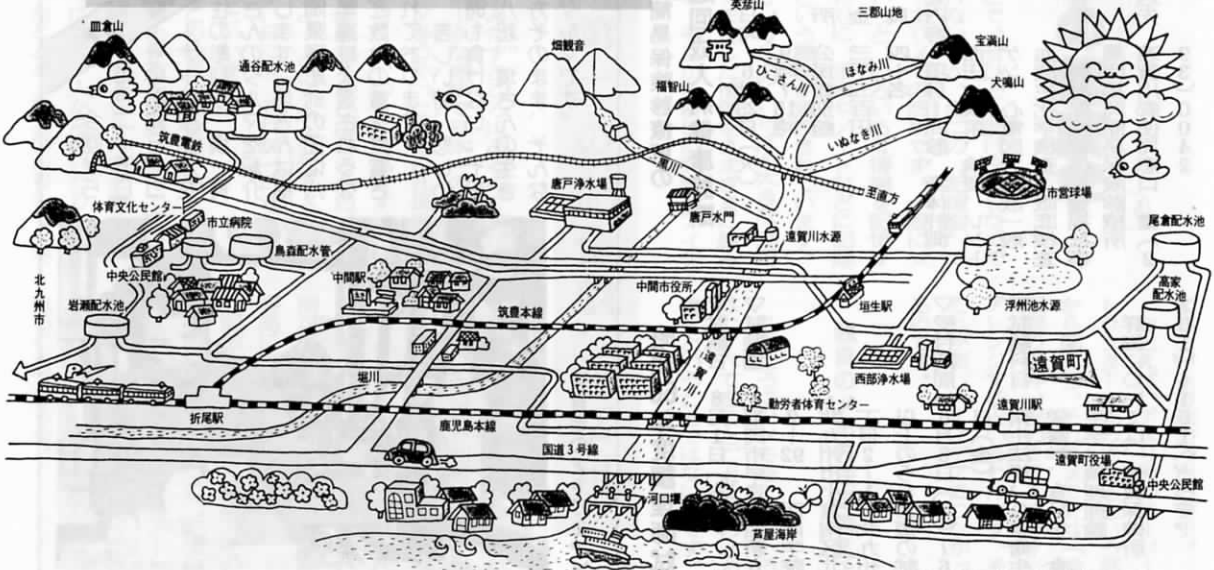 英彦山
三郡山地
皿倉山
宝満山
畑観音
通谷配水池
ほなみ川
ひこさん川
犬鳴山
福智山
いぬなき川
筑豊電鉄
黒川
唐戸浄水場
至直方
市営球場
体育文化センター
唐戸水門
市立病院
遠賀川水源
尾倉配水池
鳥森配水管
中央公民館
中間駅
中間市役所
高家
配水池
北九州市
岩瀬配水池
垣生駅
浮州池水源
筑豊本線
遠賀川
遠賀町
西部浄水場
堀川
勤労者体育センター
遠賀川駅
折尾駅
鹿児島本線
国道3号線
遠賀町役場
中央公民館
河口堰
芦屋海岸